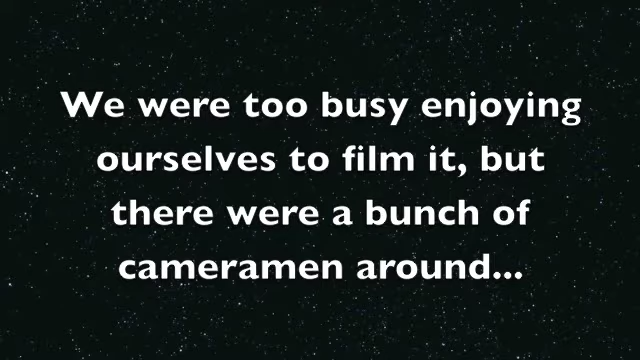 We were too busy enjoying
ourselves to film it, but
there were a bunch of
cameramen around...